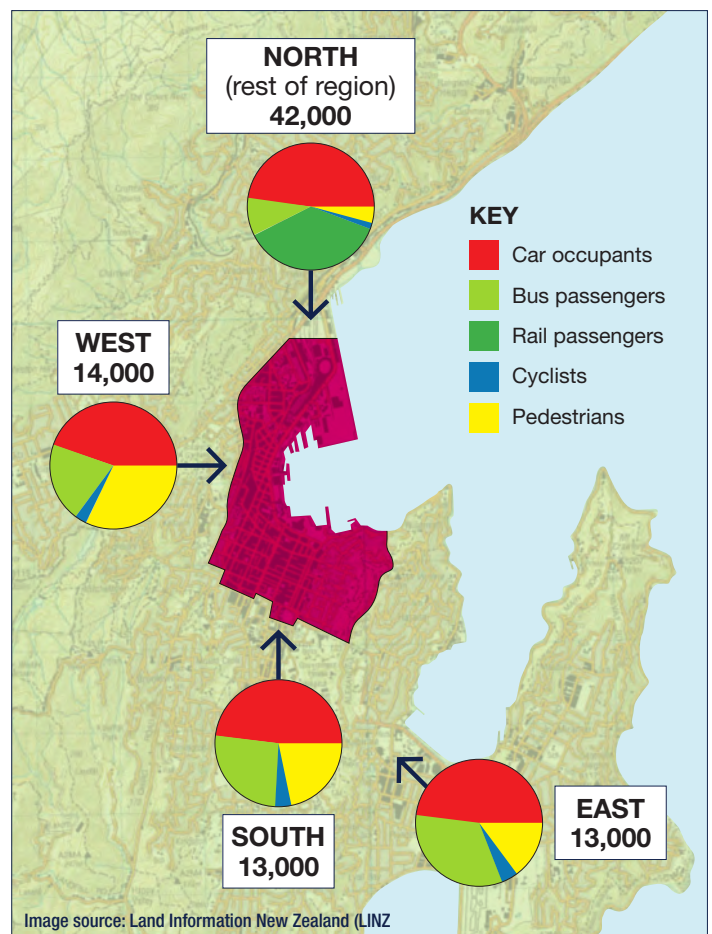 NORTH
(rest of region)
42,000
KEY
Car occupants
Bus passengers
Rail passengers
Cyclists
Pedestrians
WEST
14,000
SOUTH
13,000
EAST
13,000
Image source: Land Information New Zealand (LINZ